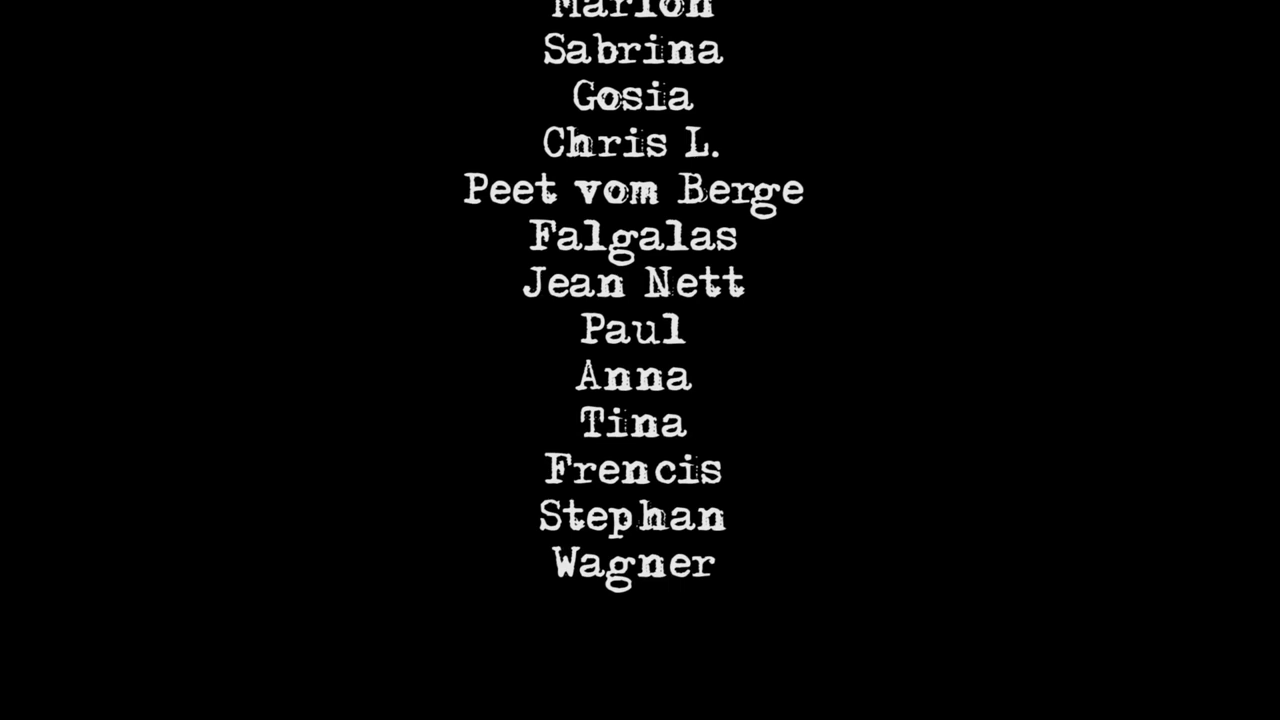 Marlon
Sabrina
Gosia
Chris L.
Peet vom Berge
Falgalas
Jean Nett
Paul
Anna
Tina
Frencis
Stephan
Wagner